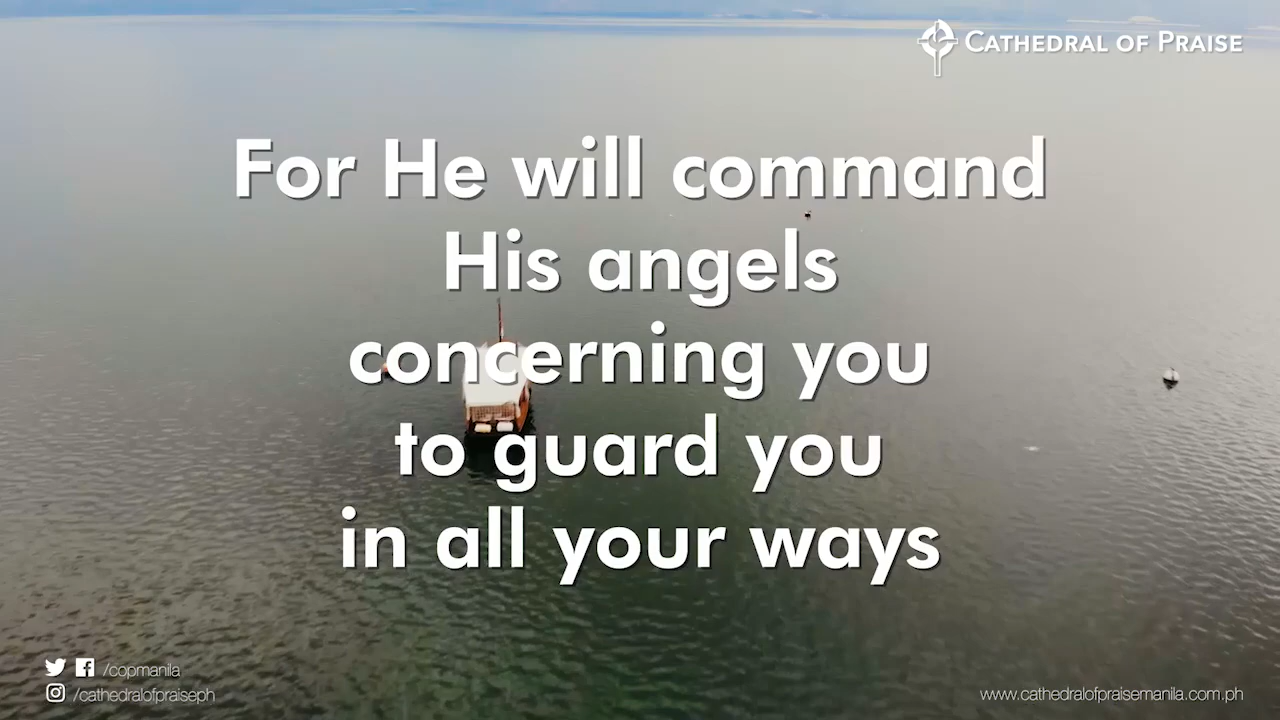 CATHEDRAL OF PRAISE
For He will command
His angels
concerning you
to guard you
in all your ways
/copmanila
/cathedralofpraiseph
www.cathedralofpraisemanila.com.ph